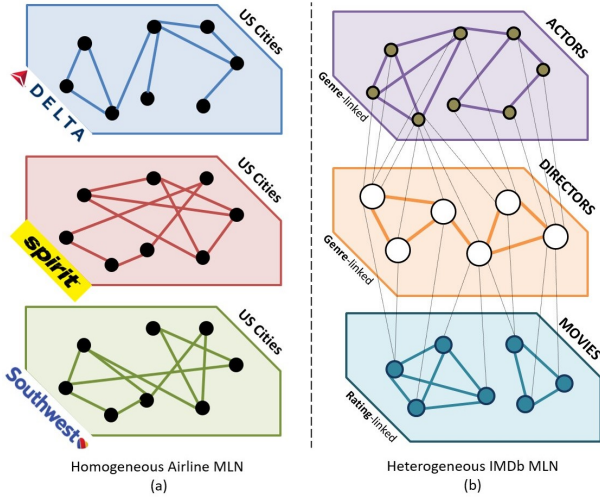 US Cities
DELTA
US Cities
spirit
US Cities
Southwest
Homogeneous Airline MLN
(a)
ACTORS
Genre-linked
DIRECTORS
Genre-linked
MOVIES
Rating-linked
Heterogeneous IMDb MLN
(b)